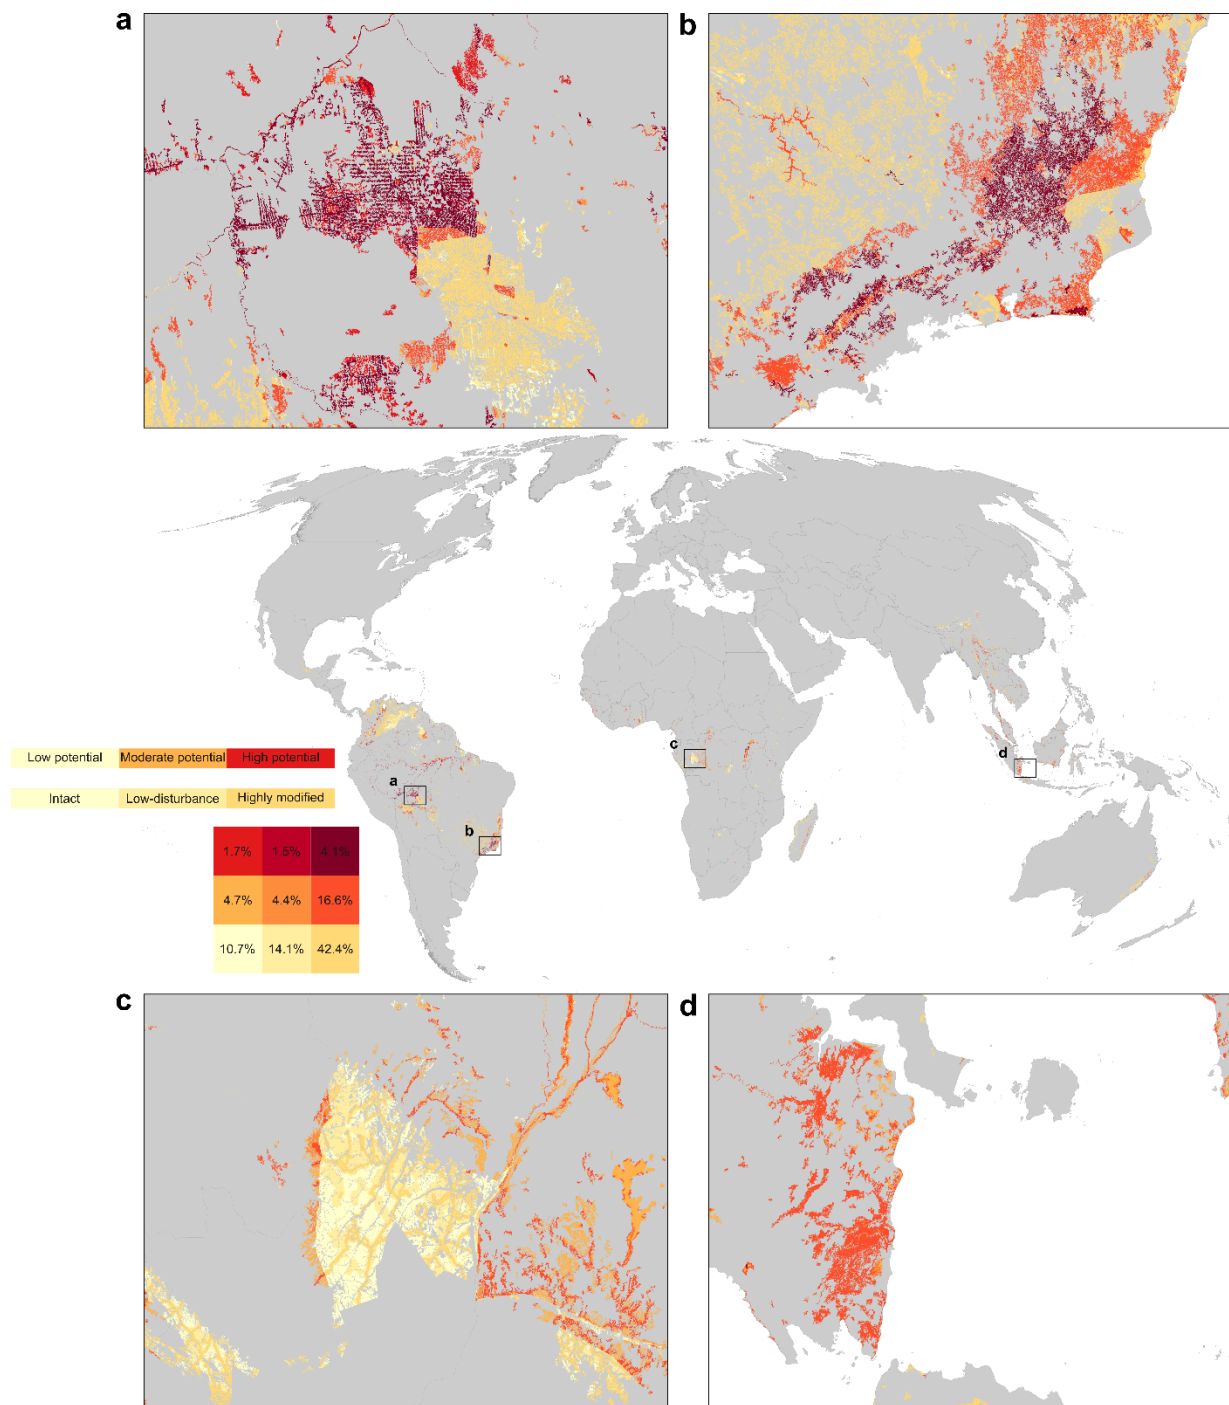 a
b
c
d
Low potential Moderate potential High potential
a
Intact Low-disturbance Highly modified
b
1.7% 1.5% 4.1%
4.7% 4.4% 16.6%
10.7% 14.1% 42.4%
c
d